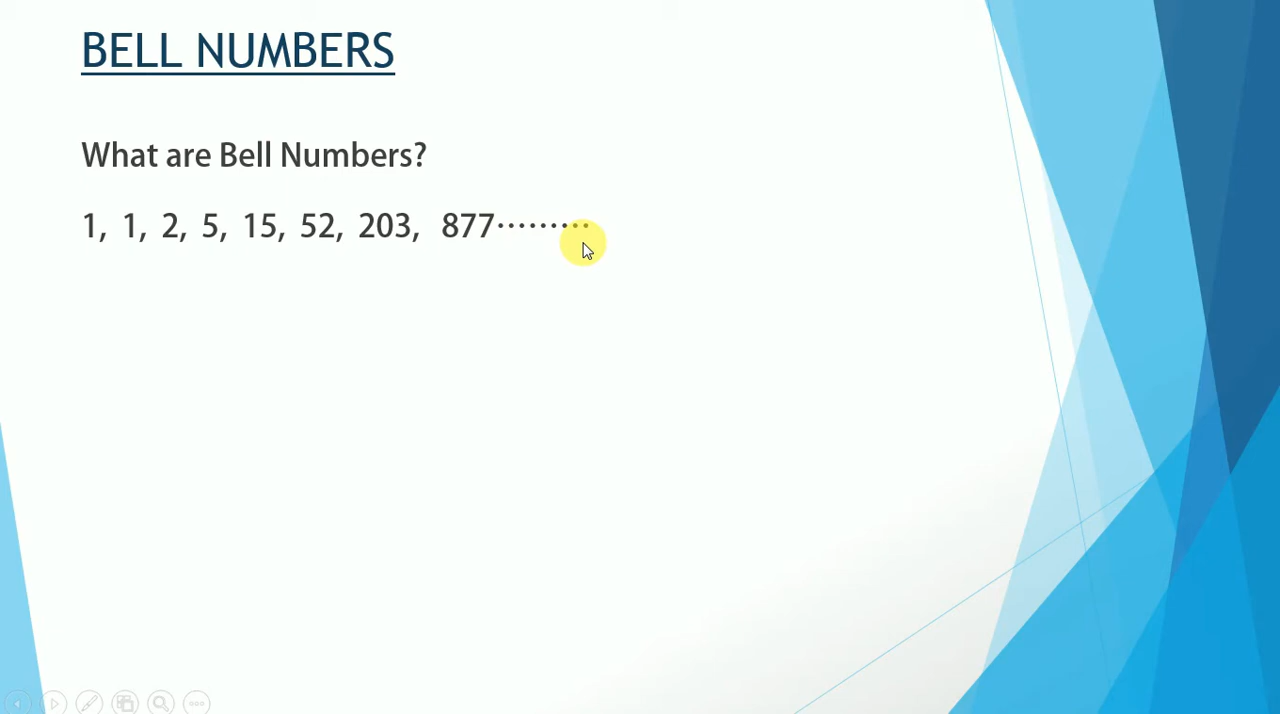 BELL NUMBERS
What are Bell Numbers?
1, 1, 2, 5, 15, 52, 203, 877·········